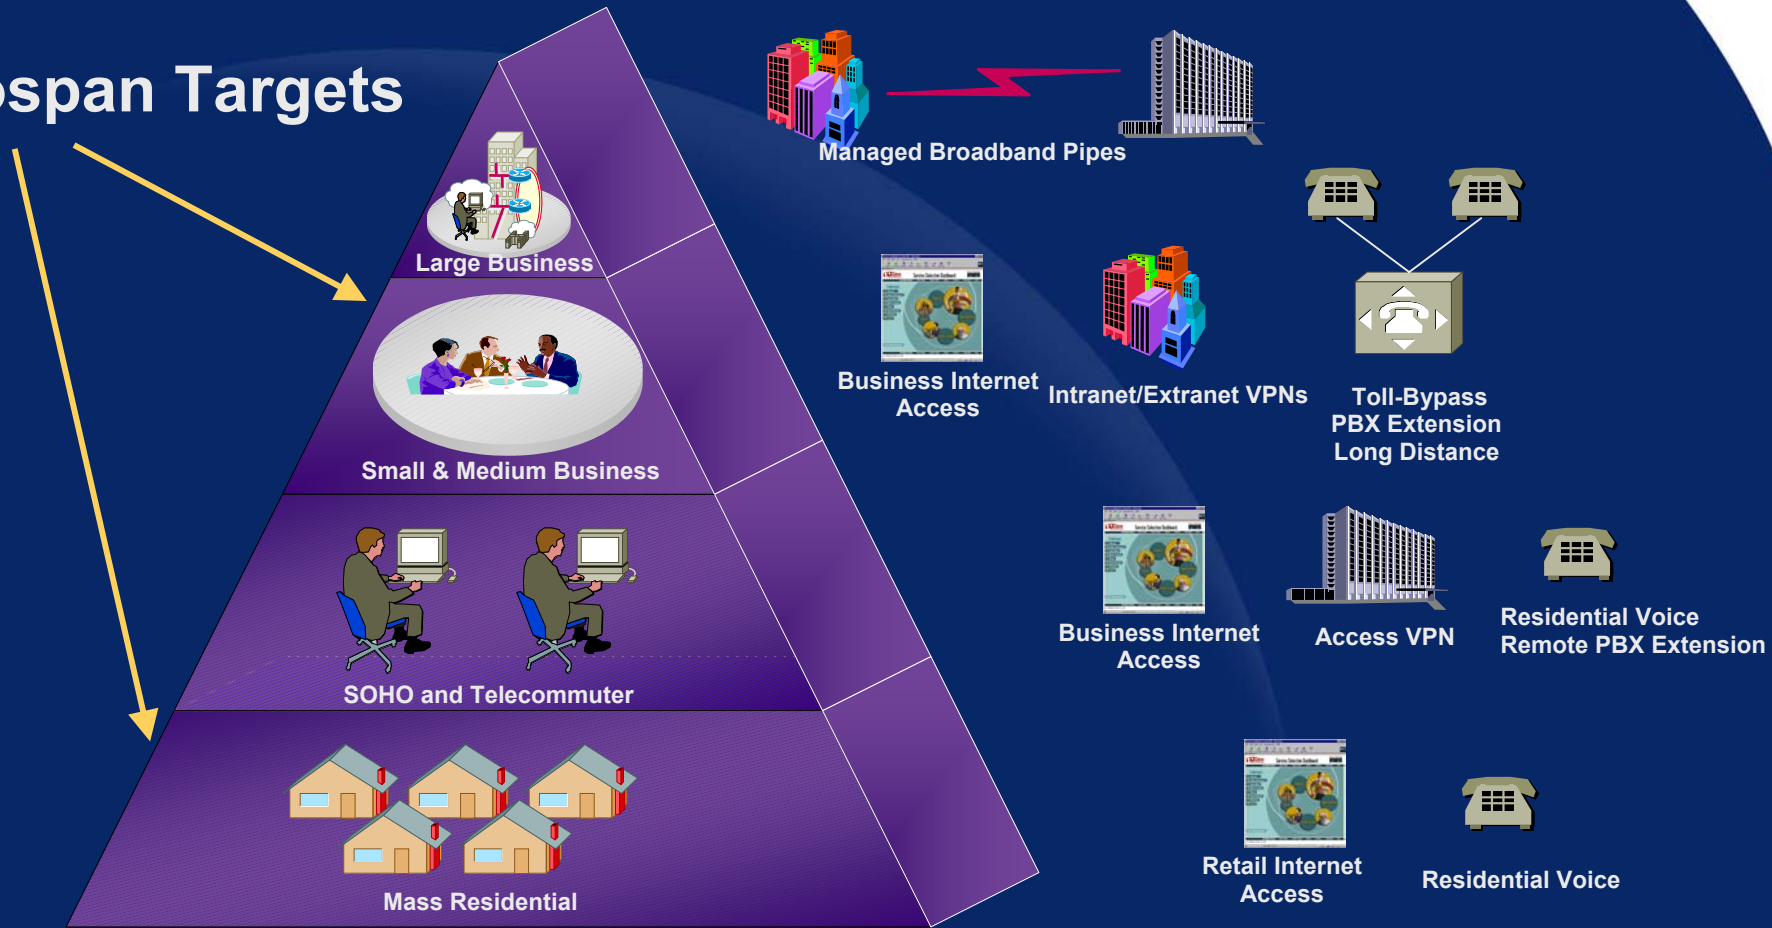 ospan Targets
Managed Broadband Pipes
Large Business
Business Internet
Access
Intranet/Extranet VPNs
Toll-Bypass
PBX Extension
Long Distance
Small & Medium Business
Business Internet
Access
Access VPN
Residential Voice
Remote PBX Extension
SOHO and Telecommuter
Retail Internet
Access
Residential Voice
Mass Residential